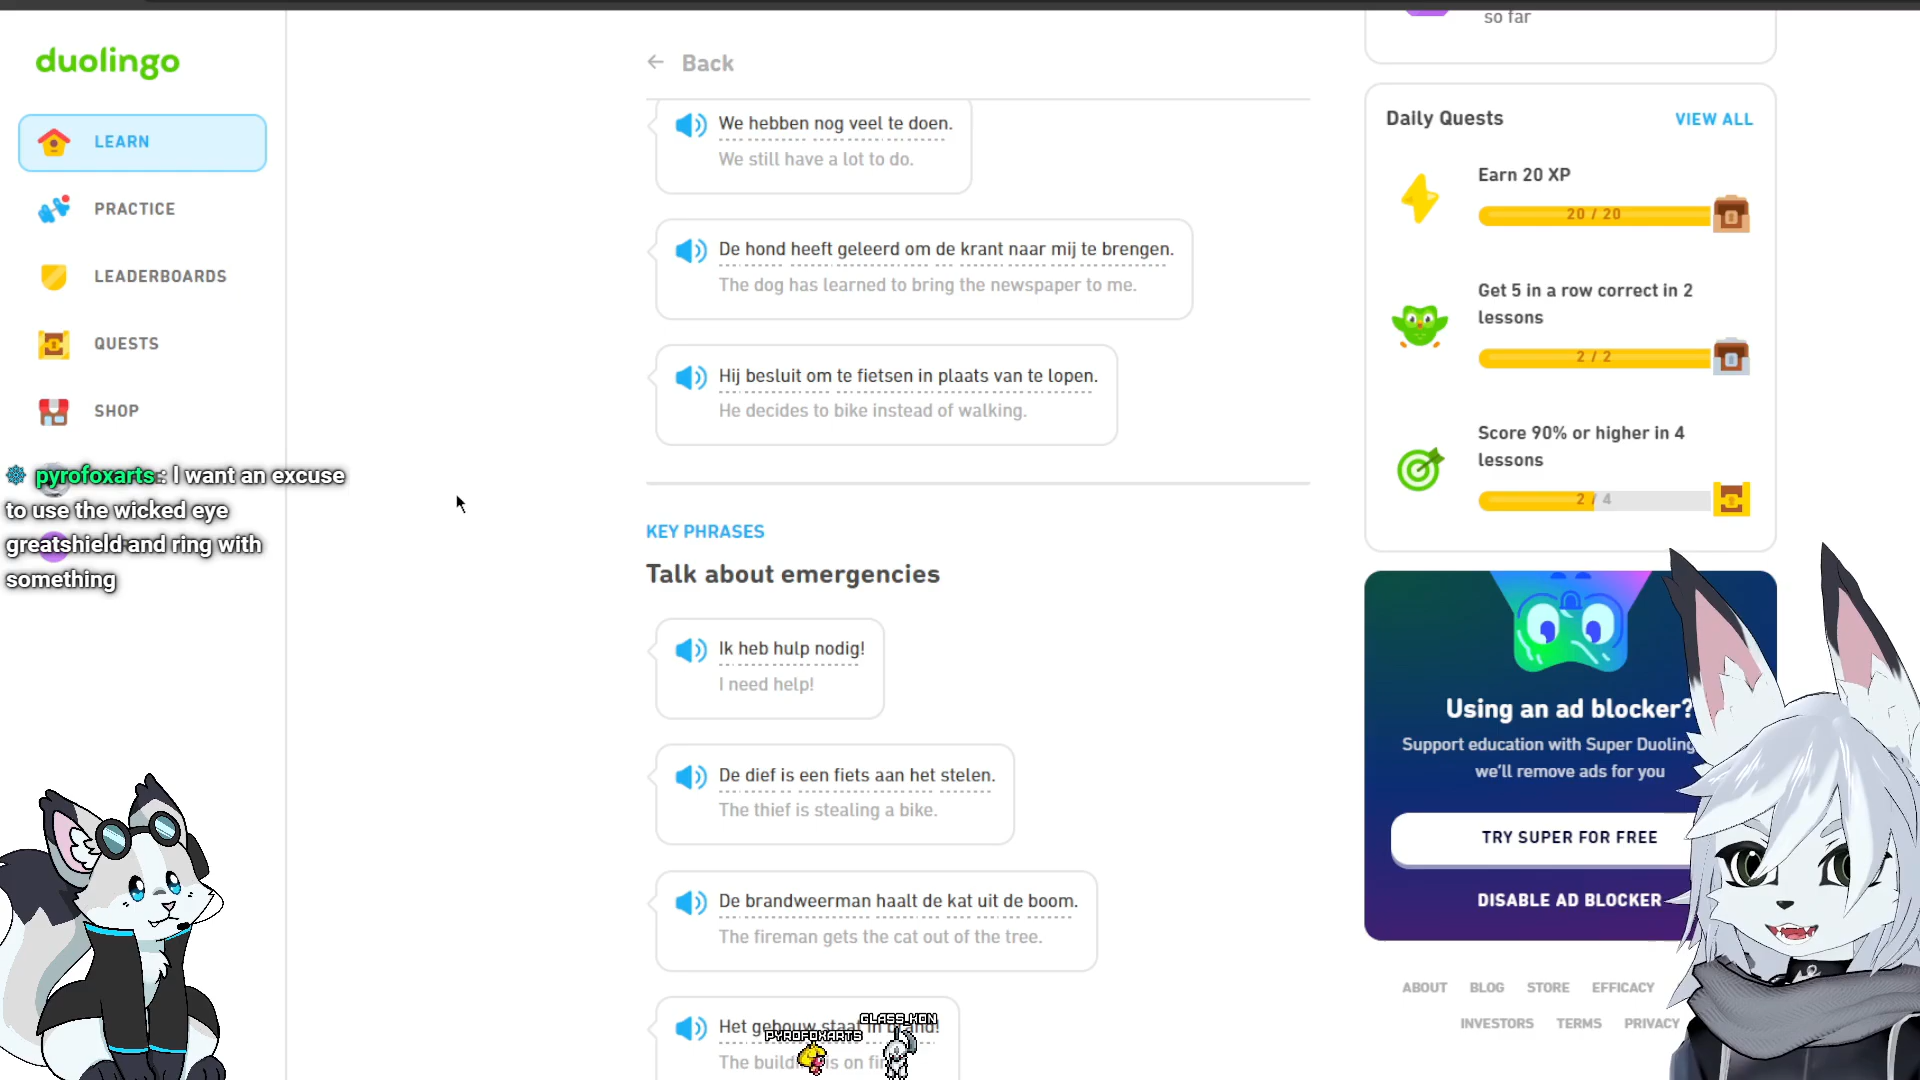 duolingo
LEARN
PRACTICE
LEADERBOARDS
QUESTS
SHOP
pyrofoxarts : I want an excuse
to use the wicked eye
greatshield and ring with
something
Back
We hebben nog veel te doen.
We still have a lot to do.
De hond heeft geleerd om de krant naar mij te brengen.
The dog has learned to bring the newspaper to me.
Hij besluit om te fietsen in plaats van te lopen.
He decides to bike instead of walking.
KEY PHRASES
Talk about emergencies
Ik heb hulp nodig!
I need help!
De dief is een fiets aan het stelen.
The thief is stealing a bike.
De brandweerman haalt de kat uit de boom.
The fireman gets the cat out of the tree.
Het gebouw staat in
The is on
PYROFOXARTS
GLASS_KON
so far
Daily Quests
VIEW ALL
Earn 20 XP
20 / 20
Get 5 in a row correct in 2
lessons
2 / 2
Score 90% or higher in 4
lessons
2 / 4
Using an ad blocker?
Support education with Super
we'll remove ads for you
TRY SUPER FOR FREE
DISABLE AD BLOCKER
ABOUT BLOG STORE EFFICACY
INVESTORS TERMS PRIVACY